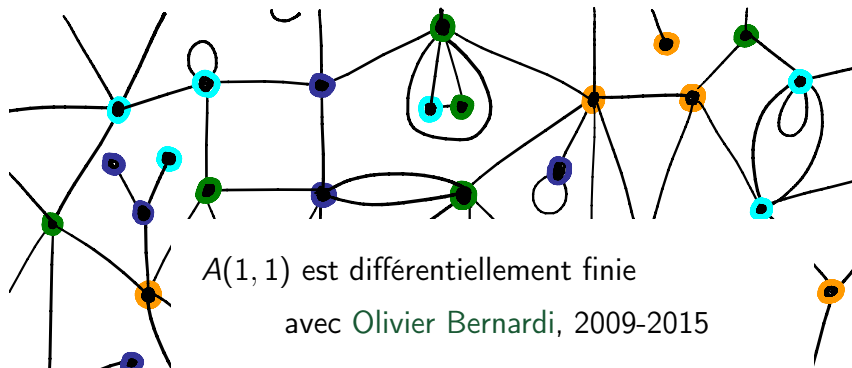 A(1, 1) est différentiellement finie
avec Olivier Bernardi, 2009-2015